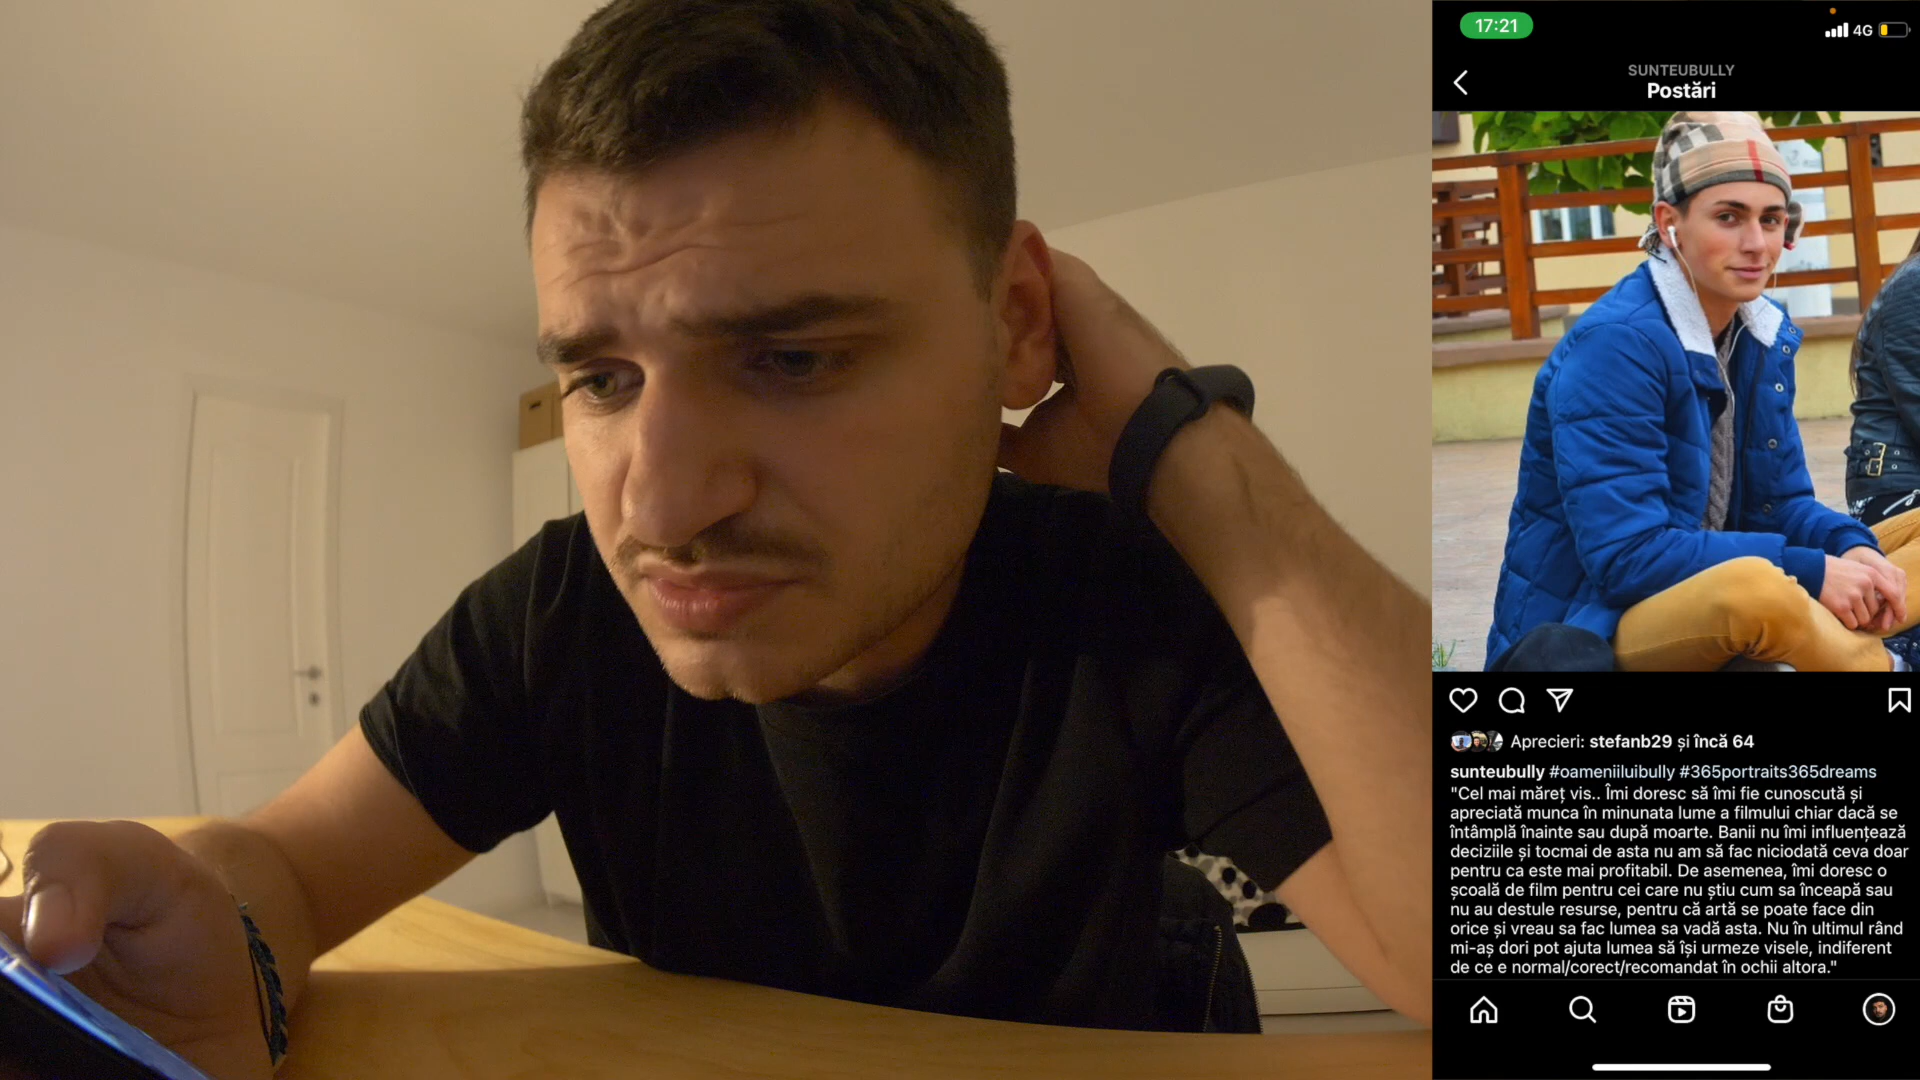 17:21
4G
SUNTEUBULLY
Postări
Aprecieri: stefanb29 și încă 64
sunteubully #oameniiluibully #365portraits365dreams
"Cel mai măreț vis.. Îmi doresc să îmi fie cunoscută și
apreciată munca în minunata lume a filmului chiar dacă se
întâmplă înainte sau după moarte. Banii nu îmi influențează
deciziile și tocmai de asta nu am să fac niciodată ceva doar
pentru ca este mai profitabil. De asemenea, îmi doresc o
școală de film pentru cei care nu știu cum sa înceapă sau
nu au destule resurse, pentru că artă se poate face din
orice și vreau sa fac lumea sa vadă asta. Nu în ultimul rând
mi-aș dori pot ajuta lumea să își urmeze visele, indiferent
de ce e normal/corect/recomandat în ochii altora."